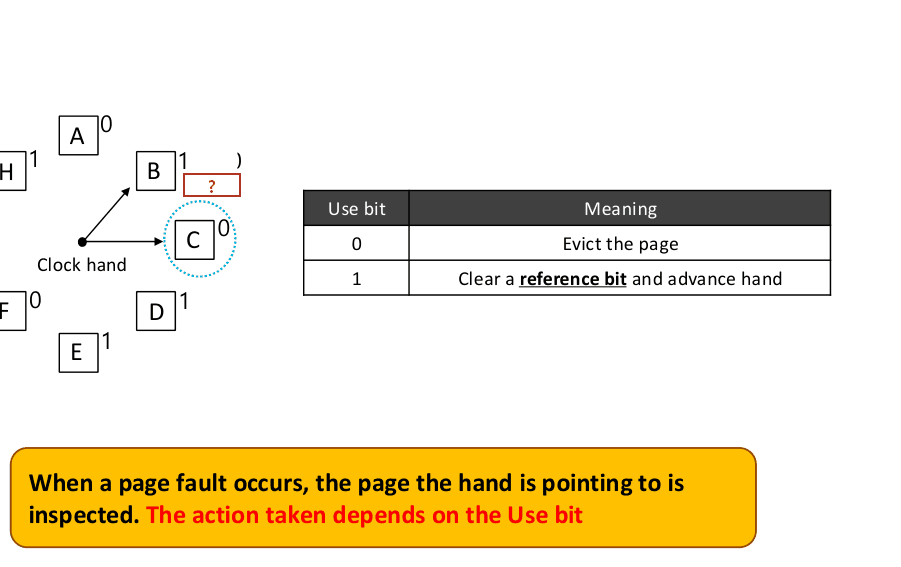 A 0
H 1
B 1 )
?
C 0
Clock hand
F 0
D 1
E 1
Use bit Meaning
0 Evict the page
1 Clear a reference bit and advance hand
When a page fault occurs, the page the hand is pointing to is
inspected. The action taken depends on the Use bit